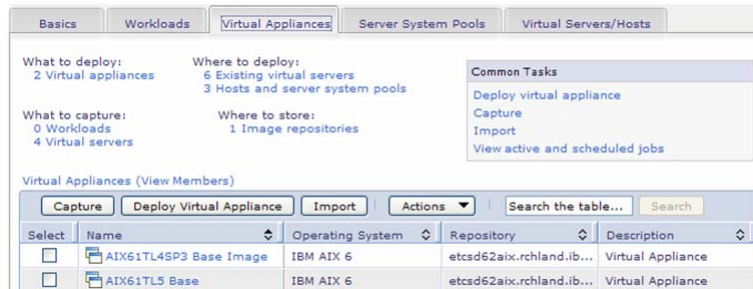 Basics Workloads Virtual Appliances Server System Pools Virtual Servers/Hosts
What to deploy:
2 Virtual appliances
Where to deploy:
6 Existing virtual servers
3 Hosts and server system pools
What to capture:
0 Workloads
4 Virtual servers
Where to store:
1 Image repositories
Common Tasks
Deploy virtual appliance
Capture
Import
View active and scheduled jobs
Virtual Appliances (View Members)
Capture Deploy Virtual Appliance Import Actions Search the table... Search
Select Name Operating System Repository Description
AIX61TL4SP3 Base Image IBM AIX 6 etcsd62aix.rchland.ib... Virtual Appliance
AIX61TL5 Base IBM AIX 6 etcsd62aix.rchland.ib... Virtual Appliance